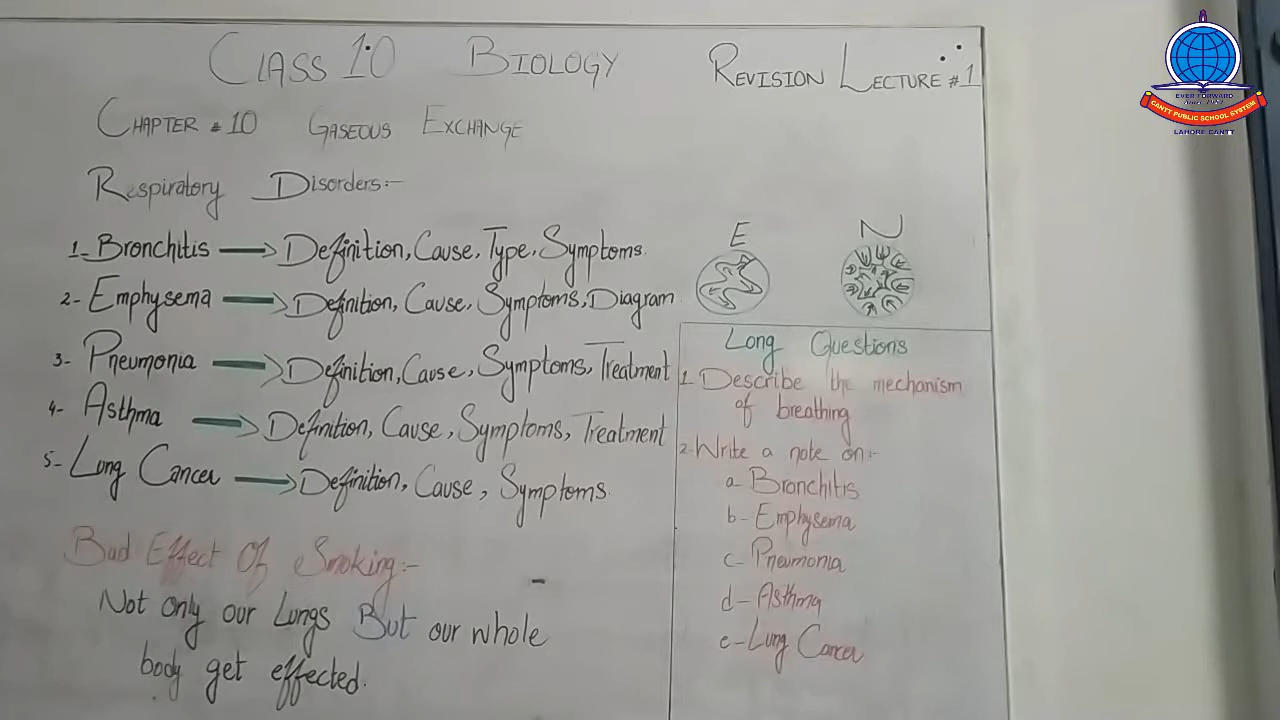 CLASS 10 BIOLOGY REVISION LECTURE #1
CHAPTER # 10 GASEOUS EXCHANGE
Respiratory Disorders:-
1- Bronchitis → Definition, Cause, Type, Symptoms.
2- Emphysema → Definition, Cause, Symptoms, Diagram
3- Pneumonia → Definition, Cause, Symptoms, Treatment
4- Asthma → Definition, Cause, Symptoms, Treatment
5- Lung Cancer → Definition, Cause, Symptoms.
Bad Effect Of Smoking:-
Not only our Lungs But our whole
body get effected.
E N
Long Questions
1. Describe the mechanism
of breathing
2. Write a note on:-
a- Bronchitis
b- Emphysema
c- Pneumonia
d- Asthma
e- Lung Cancer
EVER FORWARD
CANTT PUBLIC SCHOOL SYSTEM
LAHORE CANTT